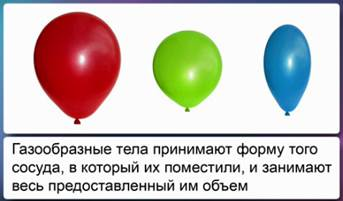 Газообразные тела принимают форму того
сосуда, в который их поместили, и занимают
весь предоставленный им объем